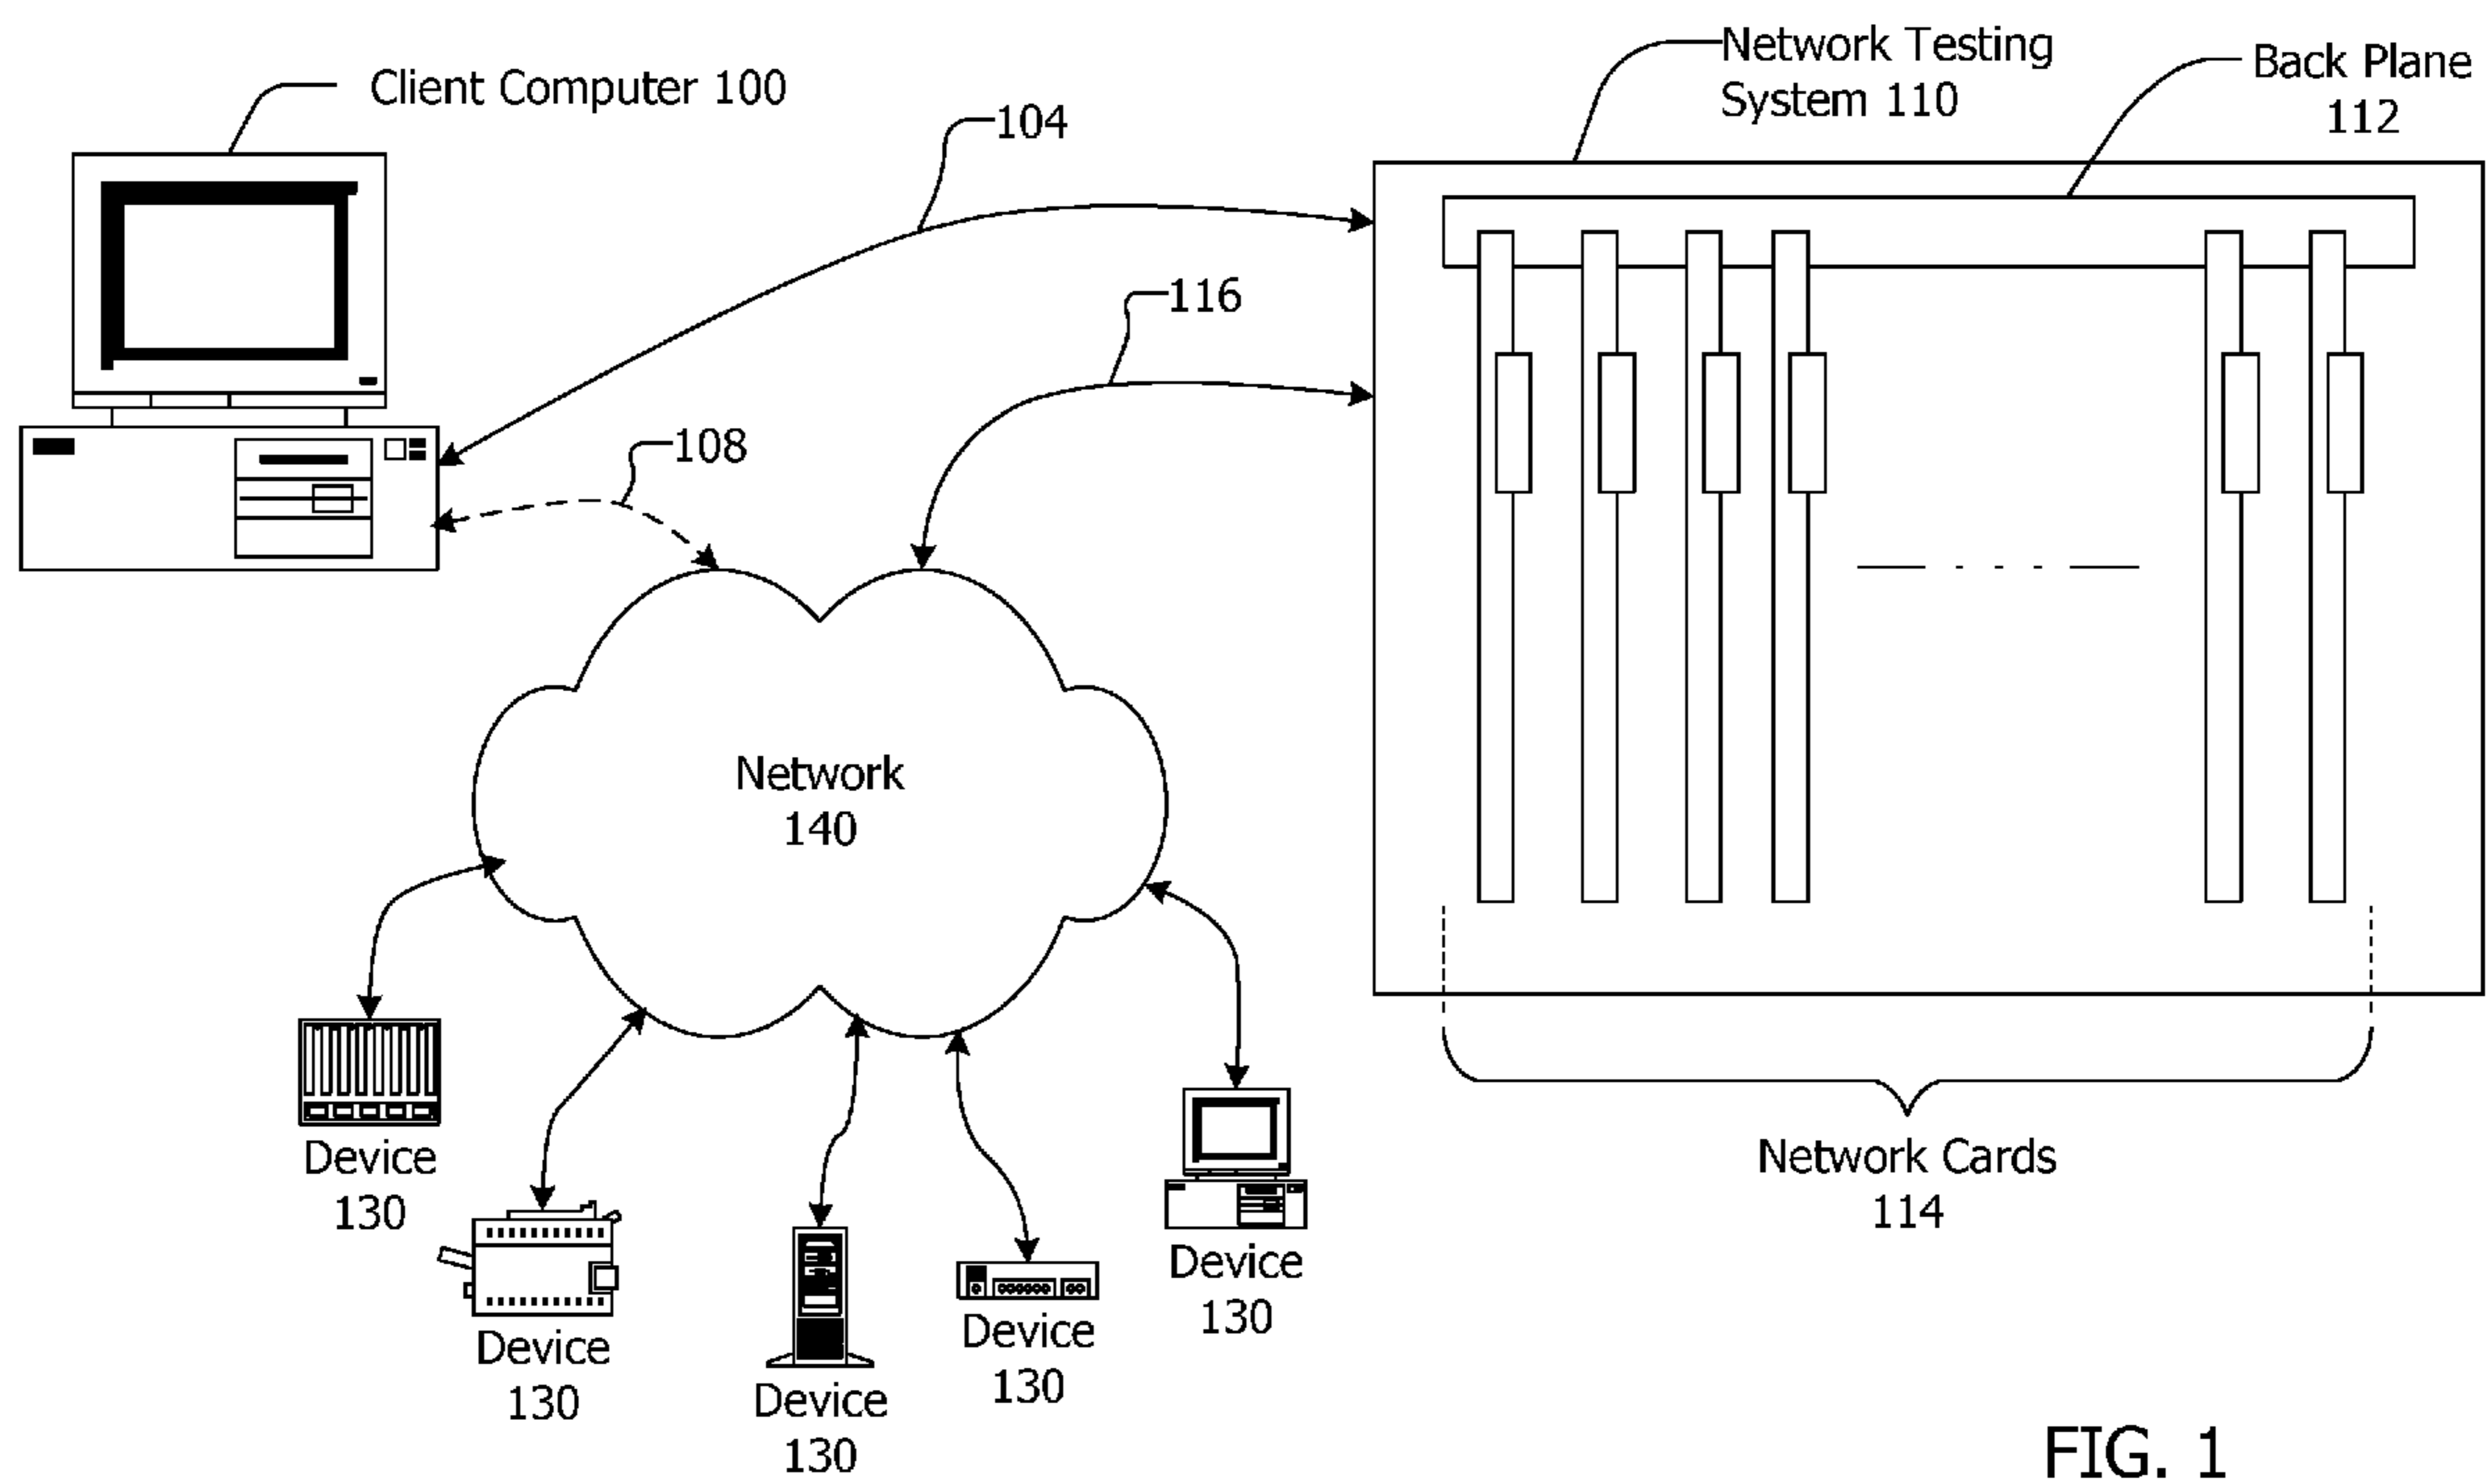 Client Computer 100
104
Network Testing
System 110
Back Plane
112
116
108
Network
140
Device
130
Device
130
Device
130
Device
130
Device
130
Network Cards
114
FIG. 1